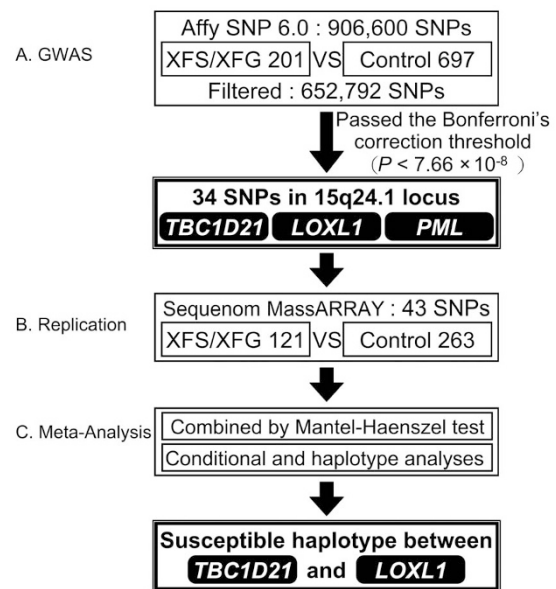 A. GWAS
Affy SNP 6.0 : 906,600 SNPs
XFS/XFG 201 VS Control 697
Filtered : 652,792 SNPs
Passed the Bonferroni's
correction threshold
(P < 7.66 × 10⁻⁸ )
34 SNPs in 15q24.1 locus
TBC1D21 LOXL1 PML
B. Replication
Sequenom MassARRAY : 43 SNPs
XFS/XFG 121 VS Control 263
C. Meta-Analysis
Combined by Mantel-Haenszel test
Conditional and haplotype analyses
Susceptible haplotype between
TBC1D21 and LOXL1